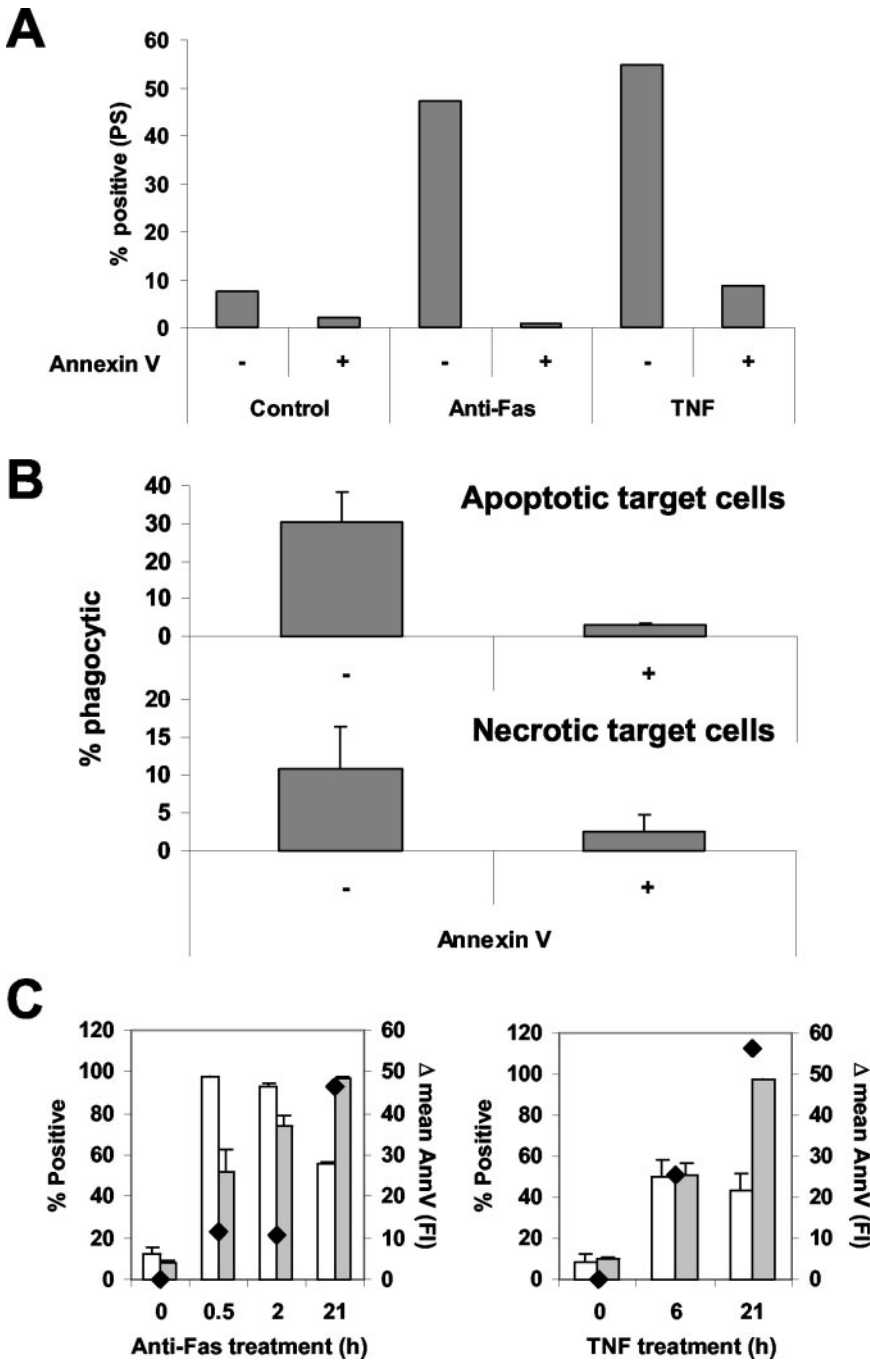 A
% positive (PS)
60
50
40
30
20
10
0
Annexin V - + - + - +
Control Anti-Fas TNF
B
% phagocytic
Apoptotic target cells
40
30
20
10
0
- +
Necrotic target cells
20
15
10
5
0
- +
Annexin V
C
% Positive
120
100
80
60
40
20
0
60
50
40
30
20
10
0
Δ mean AnnV (FI)
0 0.5 2 21
Anti-Fas treatment (h)
% Positive
120
100
80
60
40
20
0
60
50
40
30
20
10
0
Δ mean AnnV (FI)
0 6 21
TNF treatment (h)